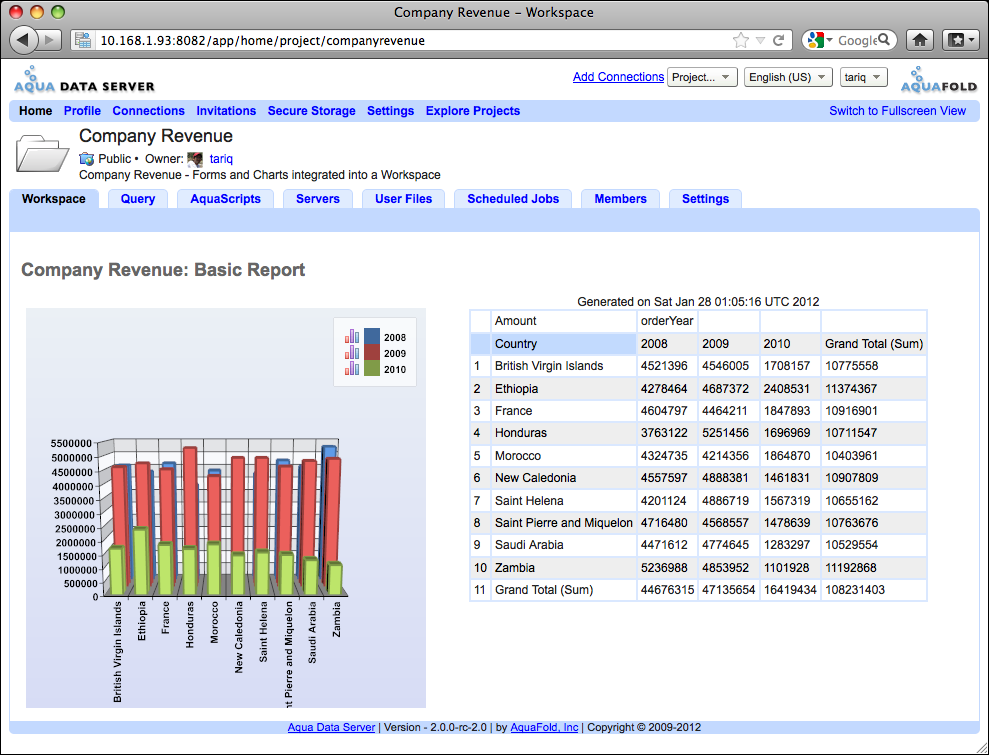 Company Revenue – Workspace
10.168.1.93:8082/app/home/project/companyrevenue
Google
AQUA DATA SERVER
Add Connections Project... English (US) tariq
AQUAFOLD
Home Profile Connections Invitations Secure Storage Settings Explore Projects Switch to Fullscreen View
Company Revenue
Public • Owner: tariq
Company Revenue - Forms and Charts integrated into a Workspace
Workspace Query AquaScripts Servers User Files Scheduled Jobs Members Settings
Company Revenue: Basic Report
2008
2009
2010
5500000
5000000
4500000
4000000
3500000
3000000
2500000
2000000
1500000
1000000
500000
0
British Virgin Islands
Ethiopia
France
Honduras
Morocco
New Caledonia
Saint Helena
nt Pierre and Miquelon
Saudi Arabia
Zambia
Generated on Sat Jan 28 01:05:16 UTC 2012
Amount orderYear
Country 2008 2009 2010 Grand Total (Sum)
1 British Virgin Islands 4521396 4546005 1708157 10775558
2 Ethiopia 4278464 4687372 2408531 11374367
3 France 4604797 4464211 1847893 10916901
4 Honduras 3763122 5251456 1696969 10711547
5 Morocco 4324735 4214356 1864870 10403961
6 New Caledonia 4557597 4888381 1461831 10907809
7 Saint Helena 4201124 4886719 1567319 10655162
8 Saint Pierre and Miquelon 4716480 4568557 1478639 10763676
9 Saudi Arabia 4471612 4774645 1283297 10529554
10 Zambia 5236988 4853952 1101928 11192868
11 Grand Total (Sum) 44676315 47135654 16419434 108231403
Aqua Data Server | Version - 2.0.0-rc-2.0 | by AquaFold, Inc | Copyright © 2009-2012